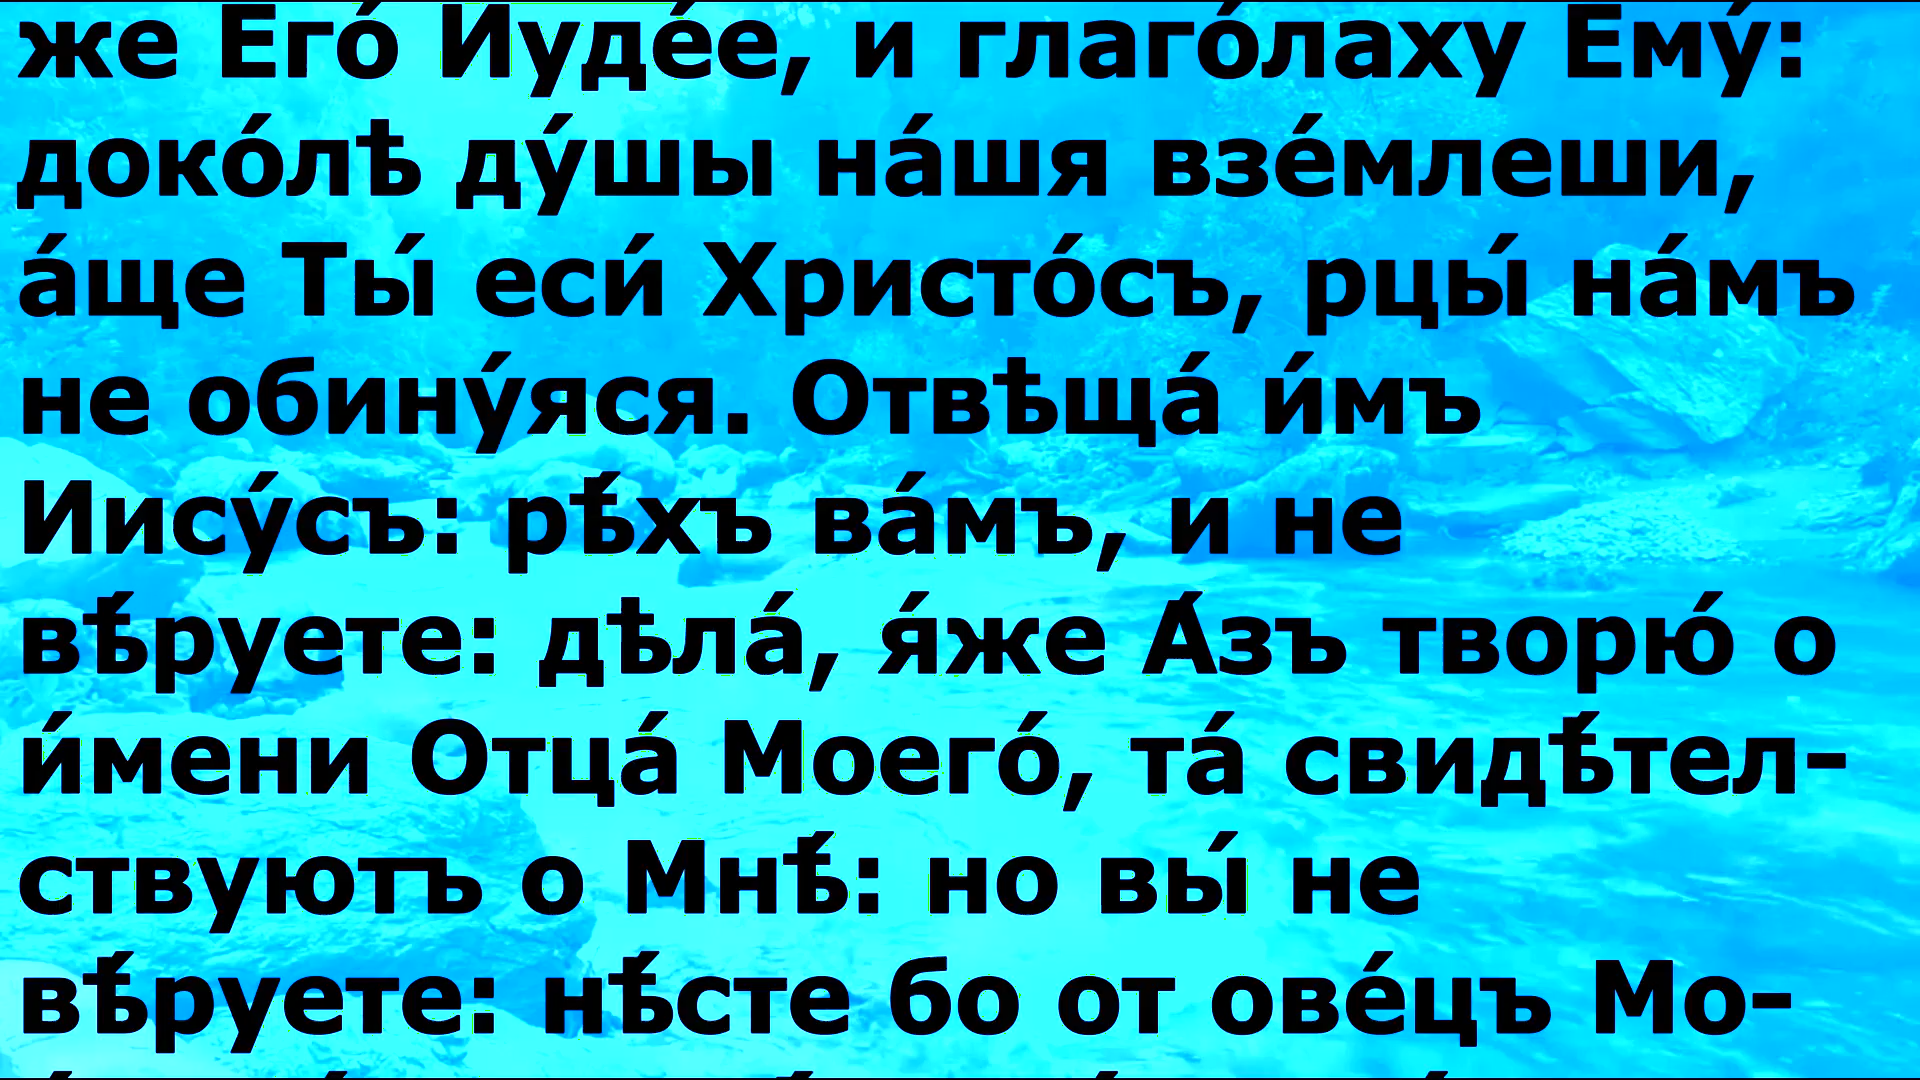 же Его́ Иуде́е, и глаго́лаху Ему́:
доко́лѣ ду́шы на́шя взе́млеши,
а́ще Ты́ еси́ Христо́съ, рцы́ на́мъ
не обину́яся. Отвѣща́ и́мъ
Иису́съ: рѣ́хъ ва́мъ, и не
вѣ́руете: дѣла́, я́же А́зъ творю́ о
и́мени Отца́ Моего́, та́ свидѣ́тел-
ствуютъ о Мнѣ́: но вы́ не
вѣ́руете: нѣ́сте бо от ове́цъ Мо-